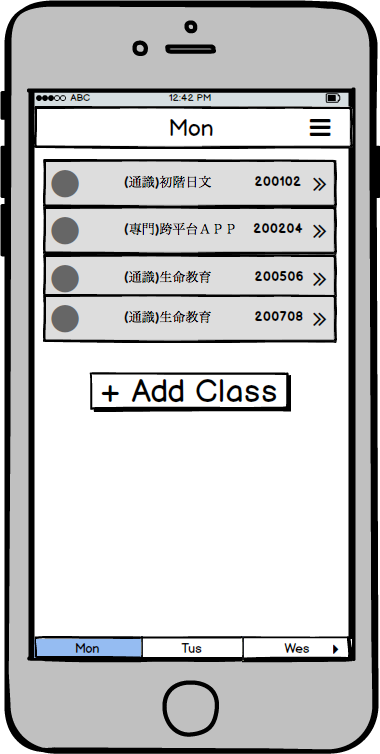 ABC 12:42 PM
Mon
(通識)初階日文 200102
(專門)跨平台ＡＰＰ 200204
(通識)生命教育 200506
(通識)生命教育 200708
+ Add Class
Mon Tus Wes